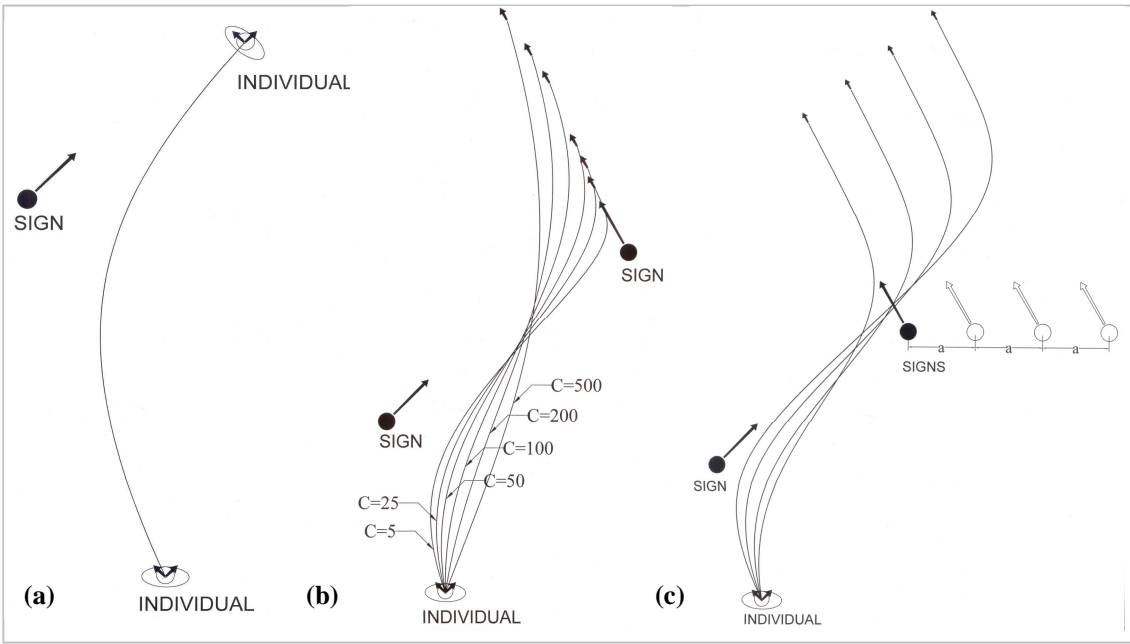 INDIVIDUAL
SIGN
INDIVIDUAL
(a)
SIGN
SIGN
C=500
C=200
C=100
C=50
C=25
C=5
INDIVIDUAL
(b)
a a a
SIGNS
SIGN
INDIVIDUAL
(c)